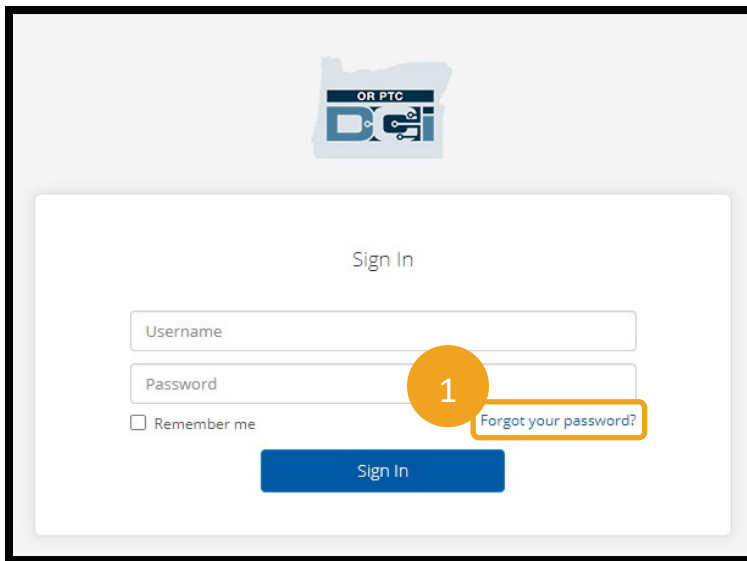 OR PTC
DCi
Sign In
Username
Password
1
Remember me
Forgot your password?
Sign In